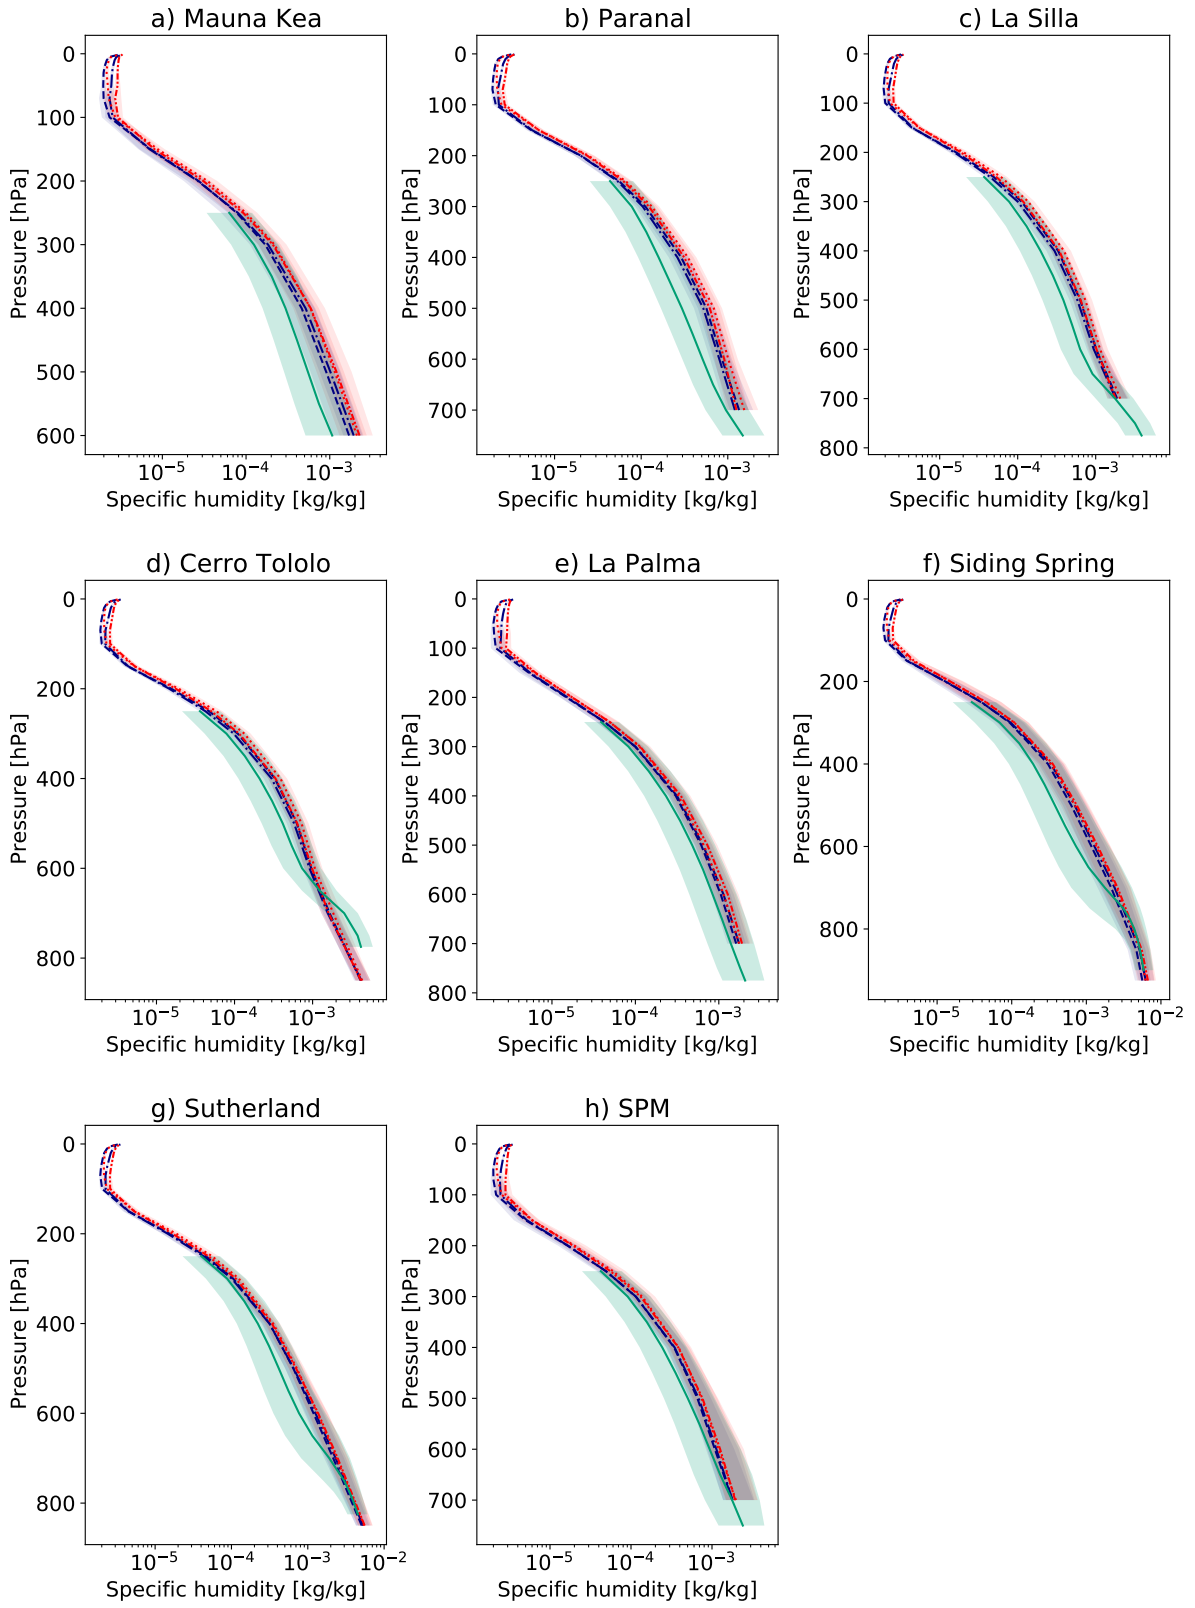 a) Mauna Kea
b) Paranal
c) La Silla
0
100
200
300
400
500
600
Pressure [hPa]
10⁻⁵ 10⁻⁴ 10⁻³
Specific humidity [kg/kg]
0
100
200
300
400
500
600
700
Pressure [hPa]
10⁻⁵ 10⁻⁴ 10⁻³
Specific humidity [kg/kg]
0
100
200
300
400
500
600
700
800
Pressure [hPa]
10⁻⁵ 10⁻⁴ 10⁻³
Specific humidity [kg/kg]
d) Cerro Tololo
e) La Palma
f) Siding Spring
0
200
400
600
800
Pressure [hPa]
10⁻⁵ 10⁻⁴ 10⁻³
Specific humidity [kg/kg]
0
100
200
300
400
500
600
700
800
Pressure [hPa]
10⁻⁵ 10⁻⁴ 10⁻³
Specific humidity [kg/kg]
0
200
400
600
800
Pressure [hPa]
10⁻⁵ 10⁻⁴ 10⁻³ 10⁻²
Specific humidity [kg/kg]
g) Sutherland
h) SPM
0
200
400
600
800
Pressure [hPa]
10⁻⁵ 10⁻⁴ 10⁻³ 10⁻²
Specific humidity [kg/kg]
0
100
200
300
400
500
600
700
Pressure [hPa]
10⁻⁵ 10⁻⁴ 10⁻³
Specific humidity [kg/kg]